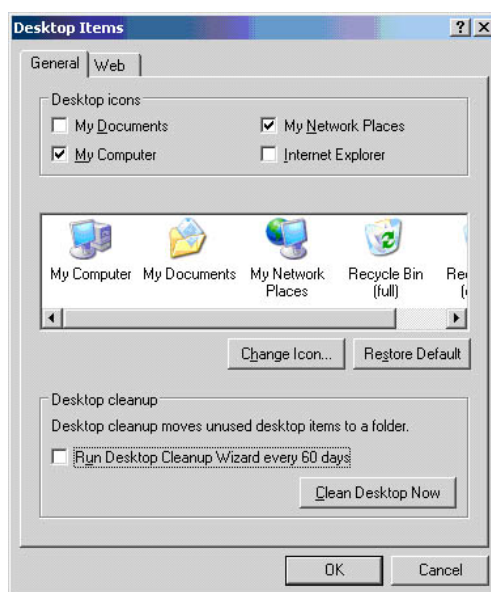 Desktop Items
General Web
Desktop icons
My Documents My Network Places
My Computer Internet Explorer
My Computer My Documents My Network Places Recycle Bin (full)
Change Icon... Restore Default
Desktop cleanup
Desktop cleanup moves unused desktop items to a folder.
Run Desktop Cleanup Wizard every 60 days
Clean Desktop Now
OK Cancel